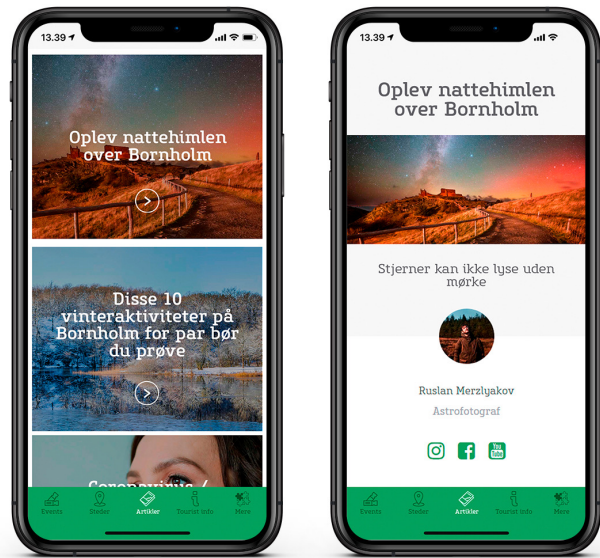 13.39
Oplev nattehimlen
over Bornholm
Disse 10
vinteraktiviteter på
Bornholm for par bør
du prøve
Coronavirus /
Events
Steder
Artikler
Tourist Info
Mere
13.39
Oplev nattehimlen
over Bornholm
Stjerner kan ikke lyse uden
mørke
Ruslan Merzlyakov
Astrofotograf
You
Tube
Events
Steder
Artikler
Tourist Info
Mere